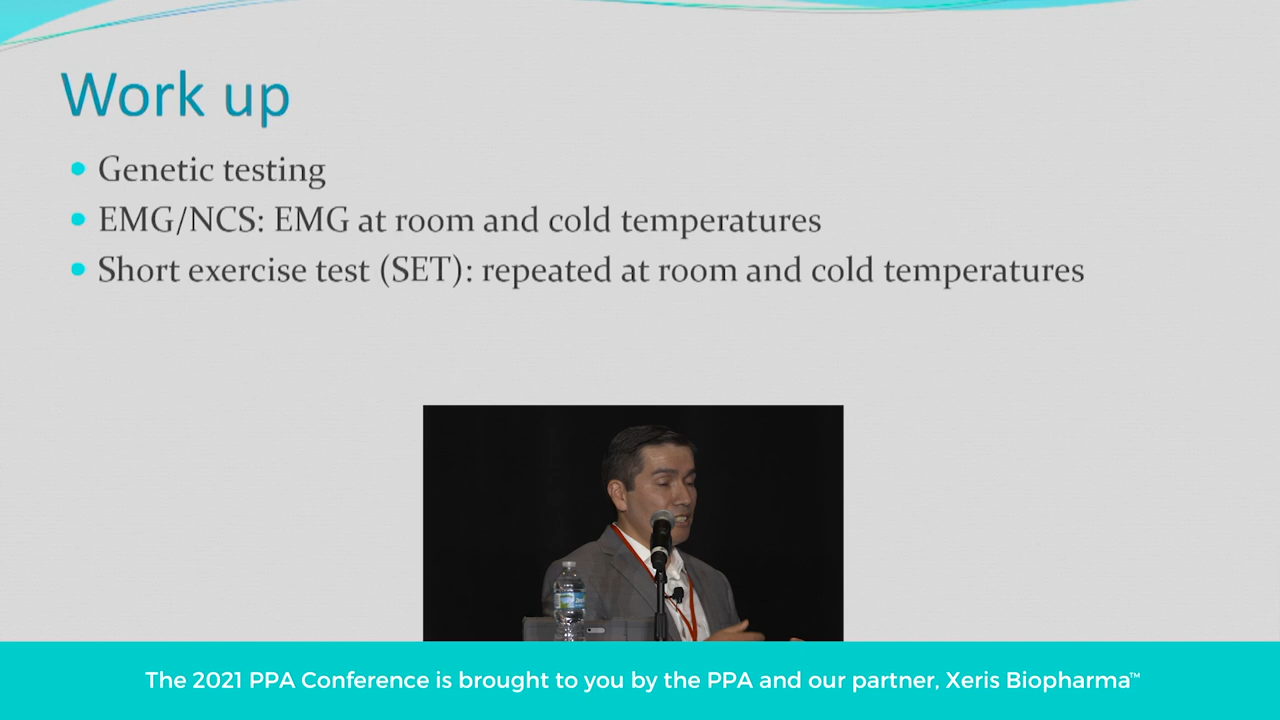 Work up
Genetic testing
EMG/NCS: EMG at room and cold temperatures
Short exercise test (SET): repeated at room and cold temperatures
The 2021 PPA Conference is brought to you by the PPA and our partner, Xeris Biopharma™